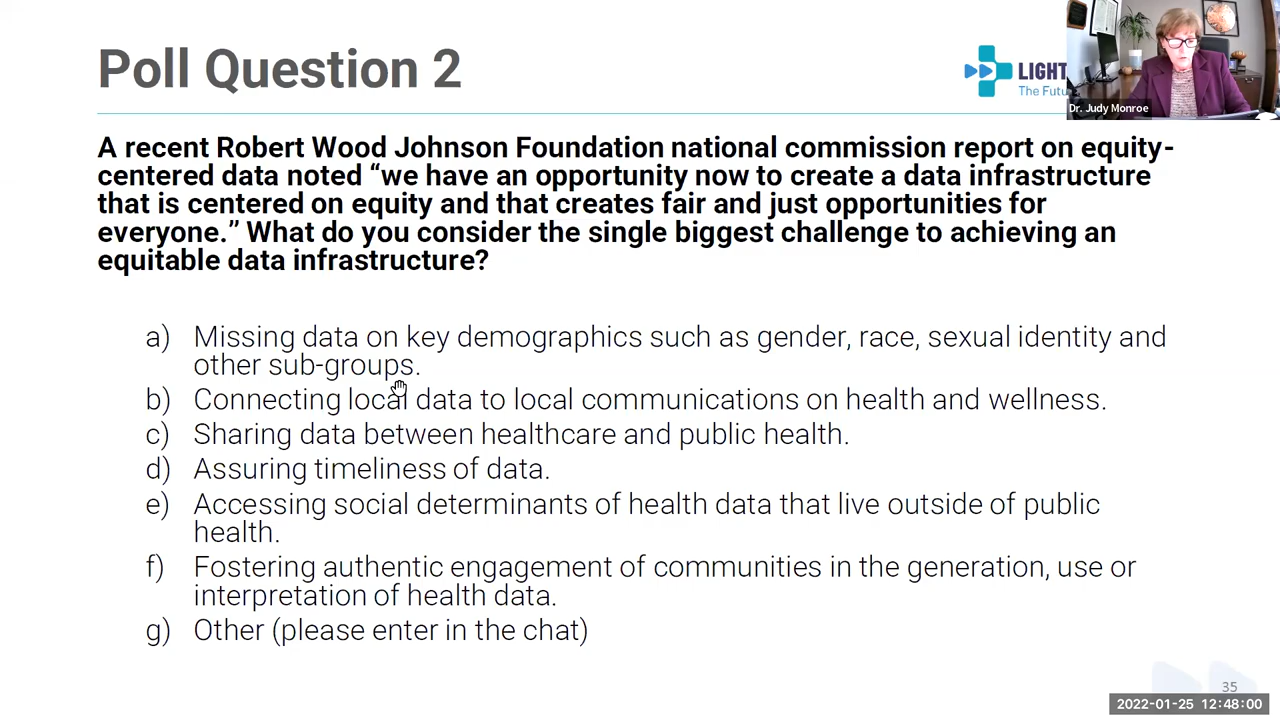 Poll Question 2
LIGHT
The Futu
Dr. Judy Monroe
A recent Robert Wood Johnson Foundation national commission report on equity-
centered data noted “we have an opportunity now to create a data infrastructure
that is centered on equity and that creates fair and just opportunities for
everyone.” What do you consider the single biggest challenge to achieving an
equitable data infrastructure?
a) Missing data on key demographics such as gender, race, sexual identity and
other sub-groups.
b) Connecting local data to local communications on health and wellness.
c) Sharing data between healthcare and public health.
d) Assuring timeliness of data.
e) Accessing social determinants of health data that live outside of public
health.
f) Fostering authentic engagement of communities in the generation, use or
interpretation of health data.
g) Other (please enter in the chat)
35
2022-01-25 12:48:00